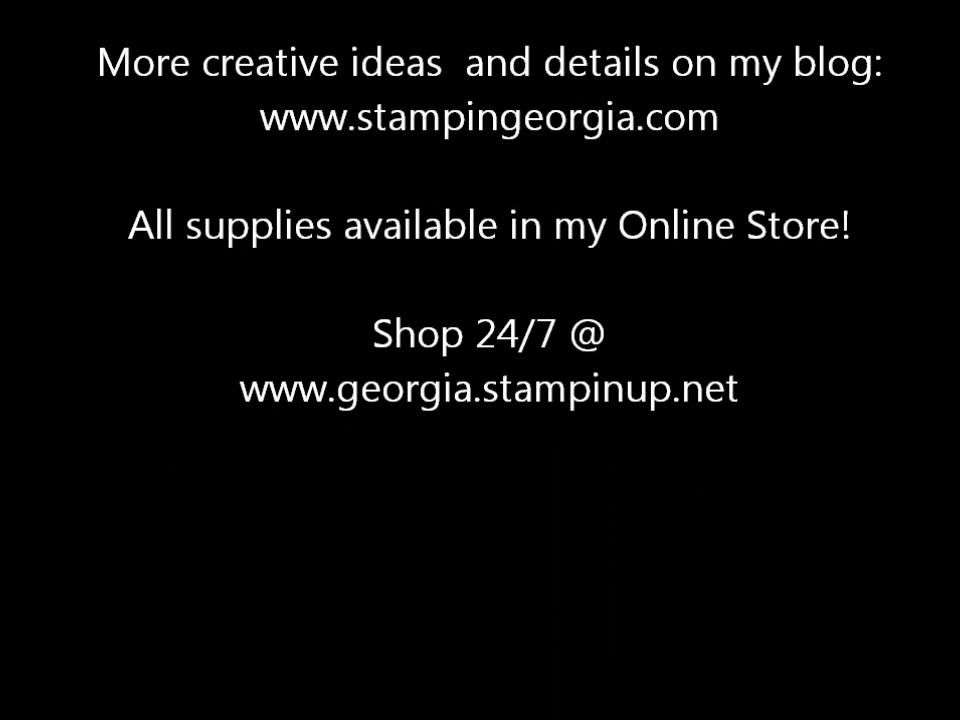 More creative ideas  and details on my blog:
www.stampingeorgia.com
All supplies available in my Online Store!
Shop 24/7 @
www.georgia.stampinup.net